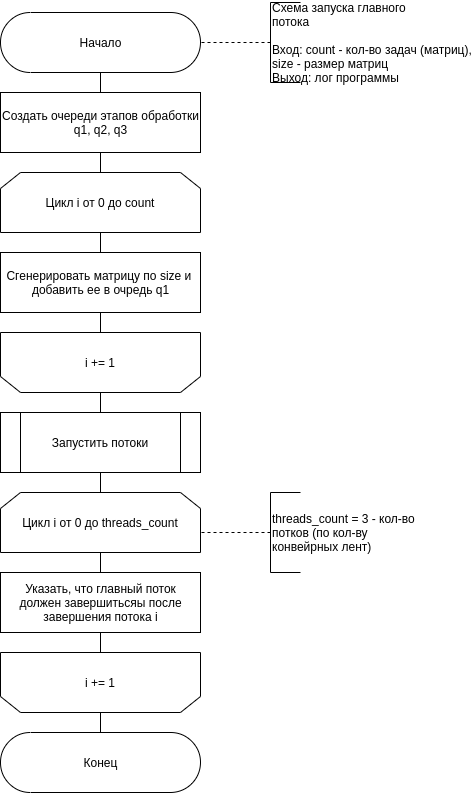 Начало
Схема запуска главного
потока
Вход: count - кол-во задач (матриц),
size - размер матриц
Выход: лог программы
Создать очереди этапов обработки
q1, q2, q3
Цикл i от 0 до count
Сгенерировать матрицу по size и
добавить ее в очредь q1
i += 1
Запустить потоки
Цикл i от 0 до threads_count
threads_count = 3 - кол-во
потков (по кол-ву
конвейрных лент)
Указать, что главный поток
должен завершитьсяы после
завершения потока i
i += 1
Конец